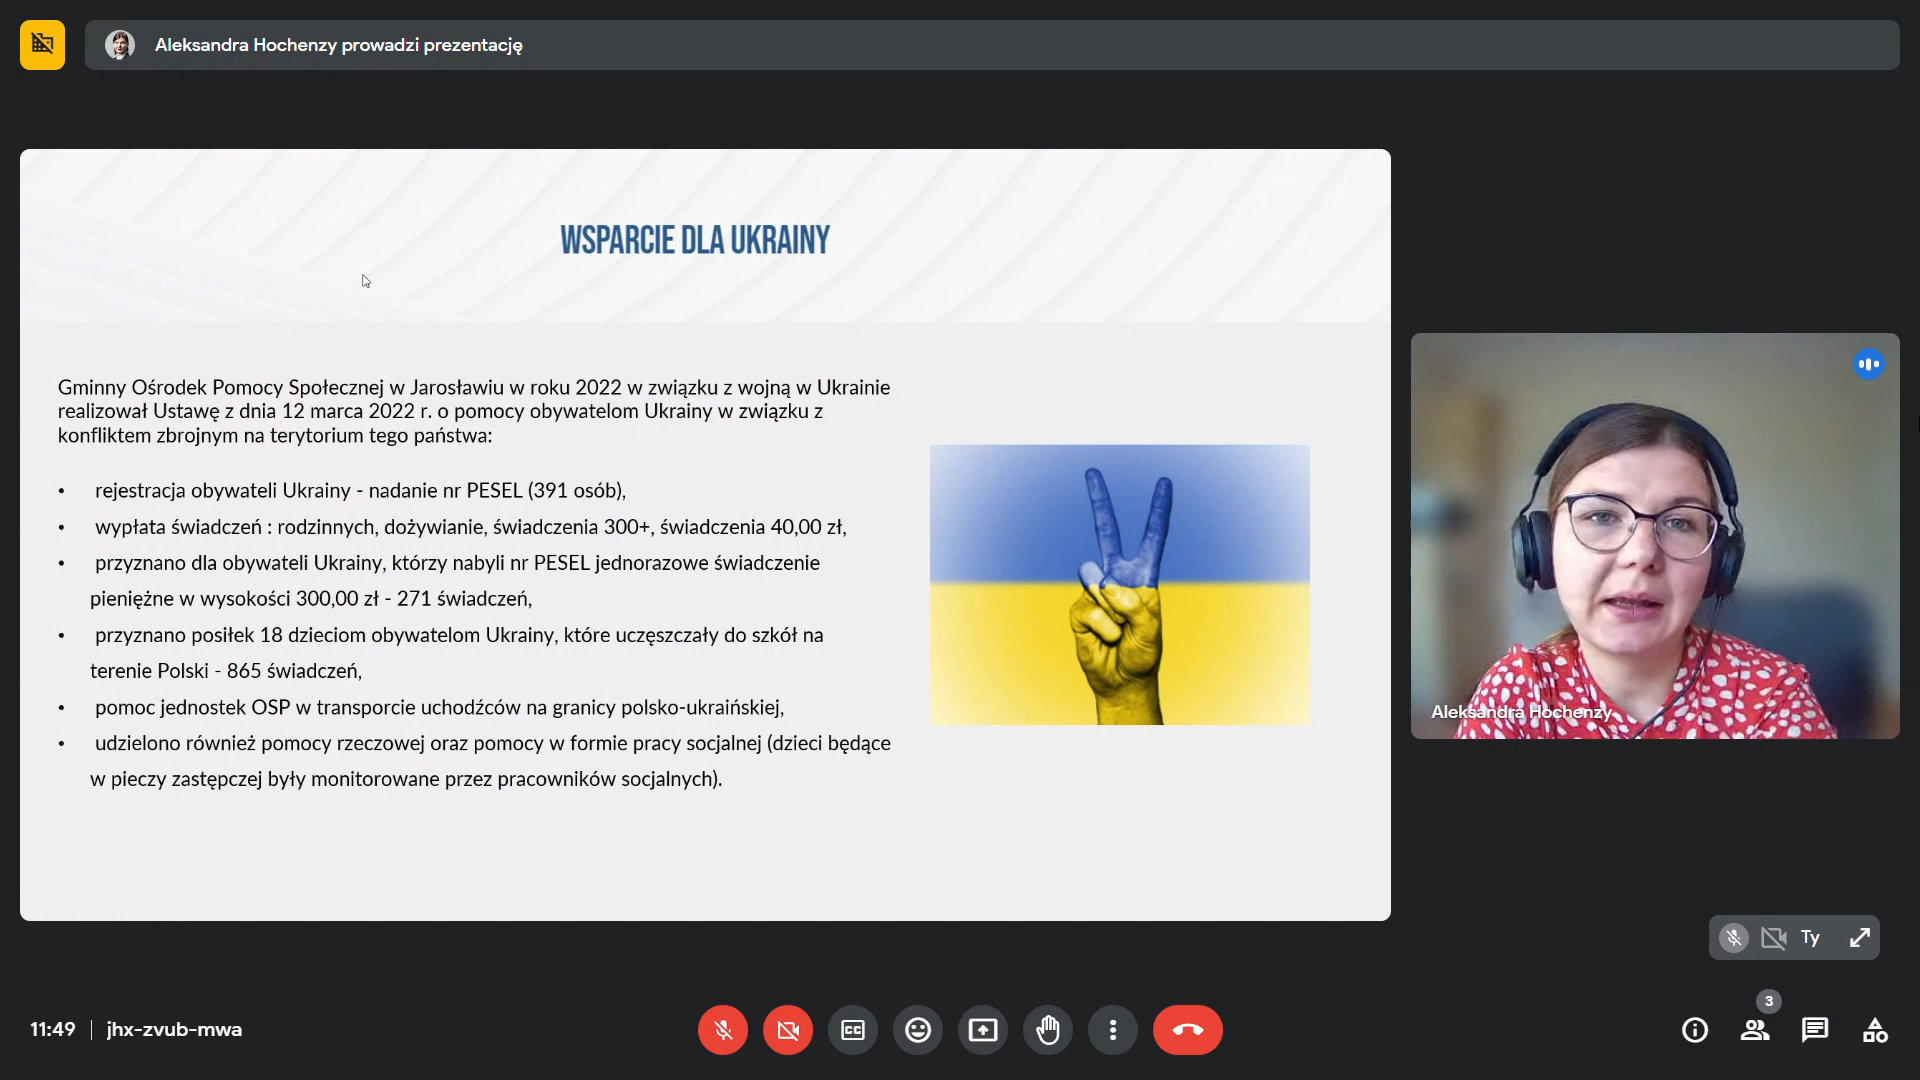 Aleksandra Hochenzy prowadzi prezentację
WSPARCIE DLA UKRAINY
Gminny Ośrodek Pomocy Społecznej w Jarosławiu w roku 2022 w związku z wojną w Ukrainie
realizował Ustawę z dnia 12 marca 2022 r. o pomocy obywatelom Ukrainy w związku z
konfliktem zbrojnym na terytorium tego państwa:
• rejestracja obywateli Ukrainy - nadanie nr PESEL (391 osób),
• wypłata świadczeń : rodzinnych, dożywianie, świadczenia 300+, świadczenia 40,00 zł,
• przyznano dla obywateli Ukrainy, którzy nabyli nr PESEL jednorazowe świadczenie
pieniężne w wysokości 300,00 zł - 271 świadczeń,
• przyznano posiłek 18 dzieciom obywatelom Ukrainy, które uczęszczały do szkół na
terenie Polski - 865 świadczeń,
• pomoc jednostek OSP w transporcie uchodźców na granicy polsko-ukraińskiej,
• udzielono również pomocy rzeczowej oraz pomocy w formie pracy socjalnej (dzieci będące
w pieczy zastępczej były monitorowane przez pracowników socjalnych).
Aleksandra Hochenzy
Ty
11:49 | jhx-zvub-mwa
CC
3